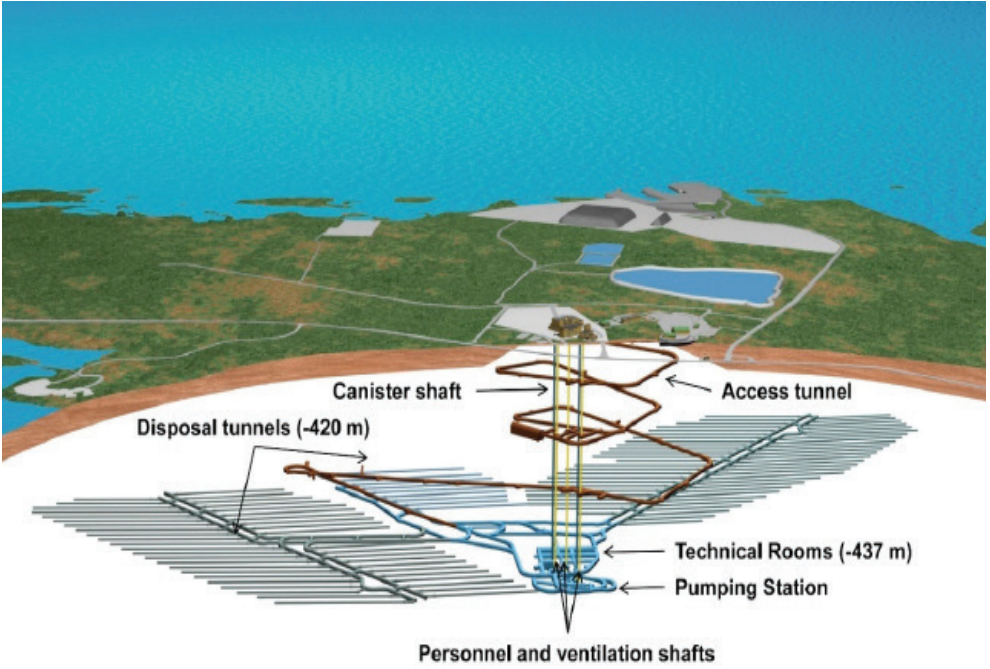 Canister shaft
Access tunnel
Disposal tunnels (-420 m)
Technical Rooms (-437 m)
Pumping Station
Personnel and ventilation shafts